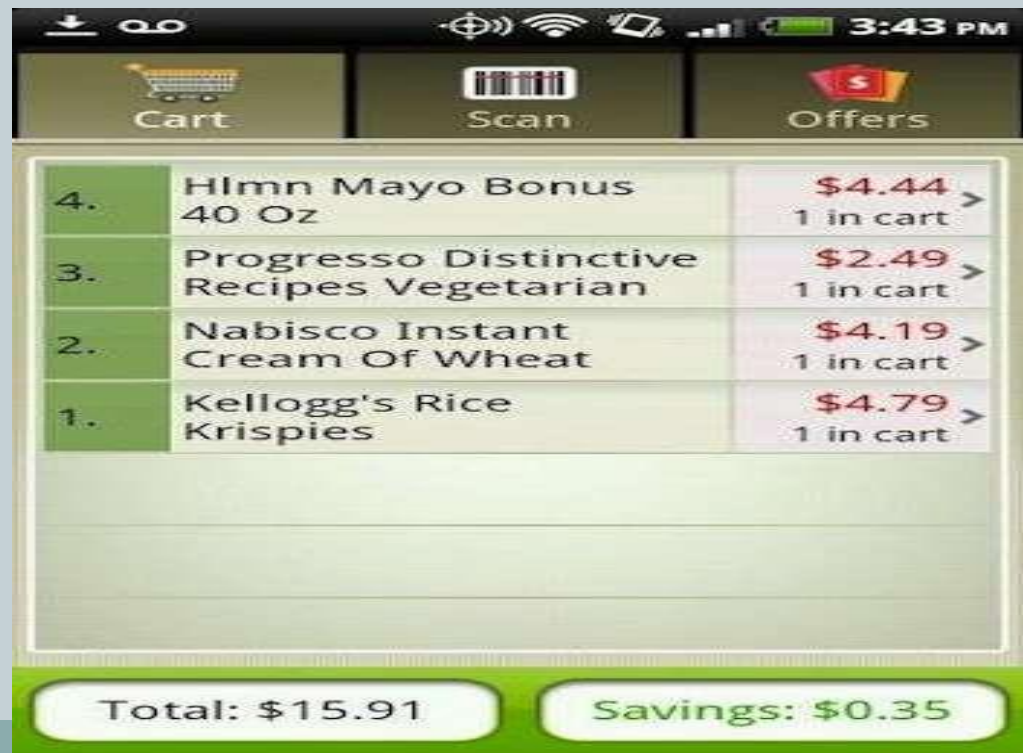 3:43 PM
Cart
Scan
Offers
4.
Hlmn Mayo Bonus
40 Oz
$4.44
1 in cart
3.
Progresso Distinctive
Recipes Vegetarian
$2.49
1 in cart
2.
Nabisco Instant
Cream Of Wheat
$4.19
1 in cart
1.
Kellogg's Rice
Krispies
$4.79
1 in cart
Total: $15.91
Savings: $0.35